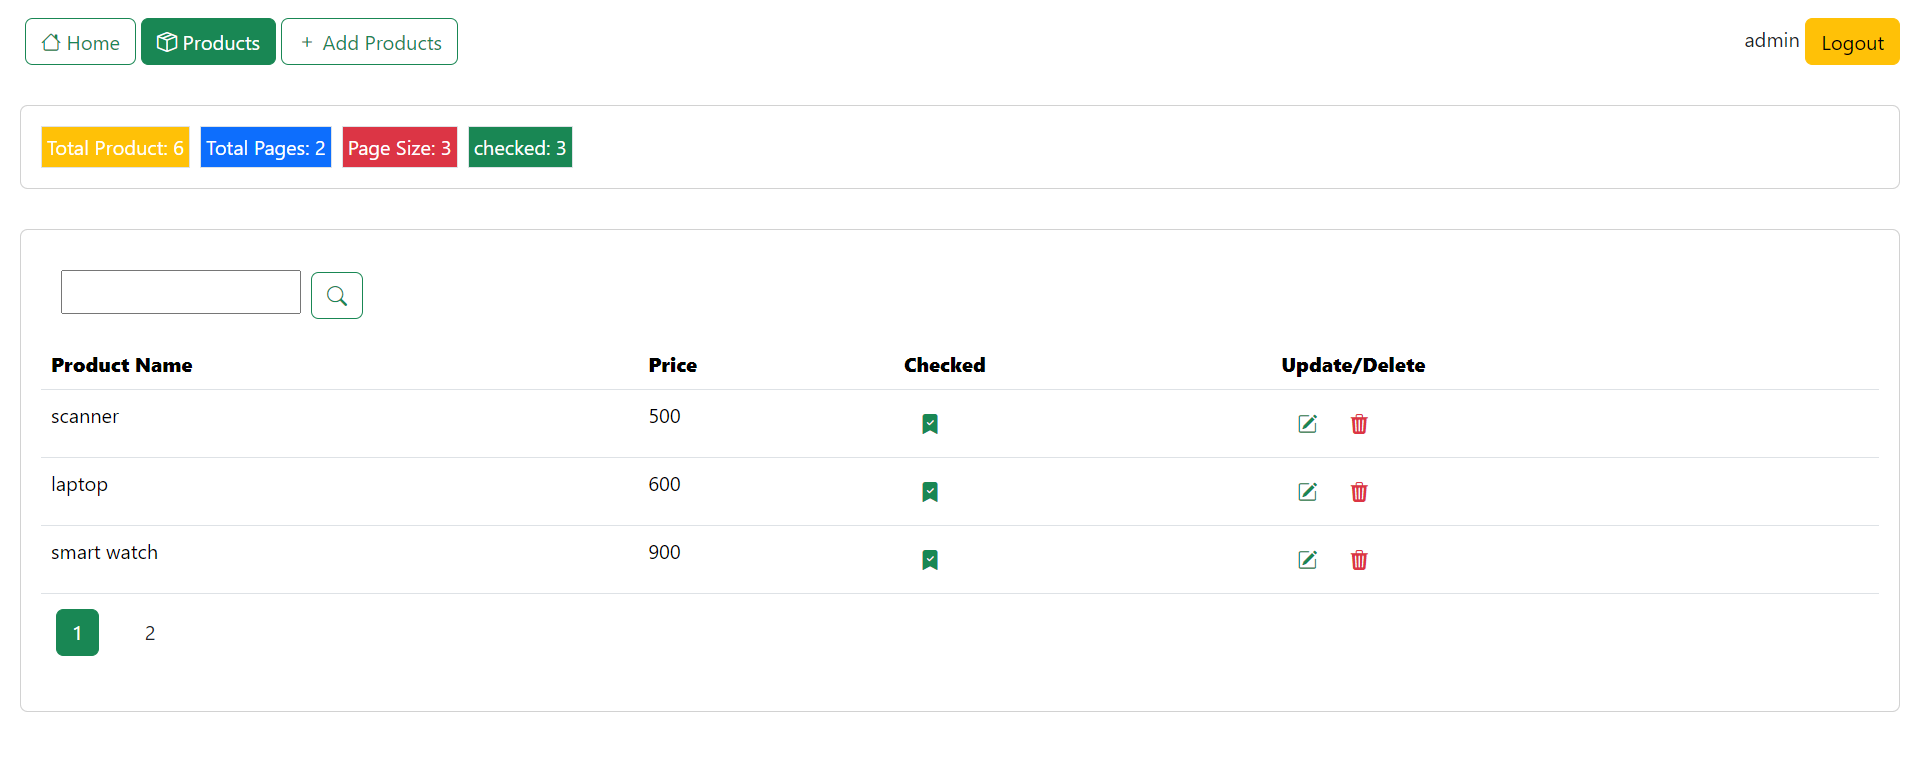 Home Products + Add Products admin Logout
Total Product: 6 Total Pages: 2 Page Size: 3 checked: 3
Product Name Price Checked Update/Delete
scanner 500
laptop 600
smart watch 900
1 2